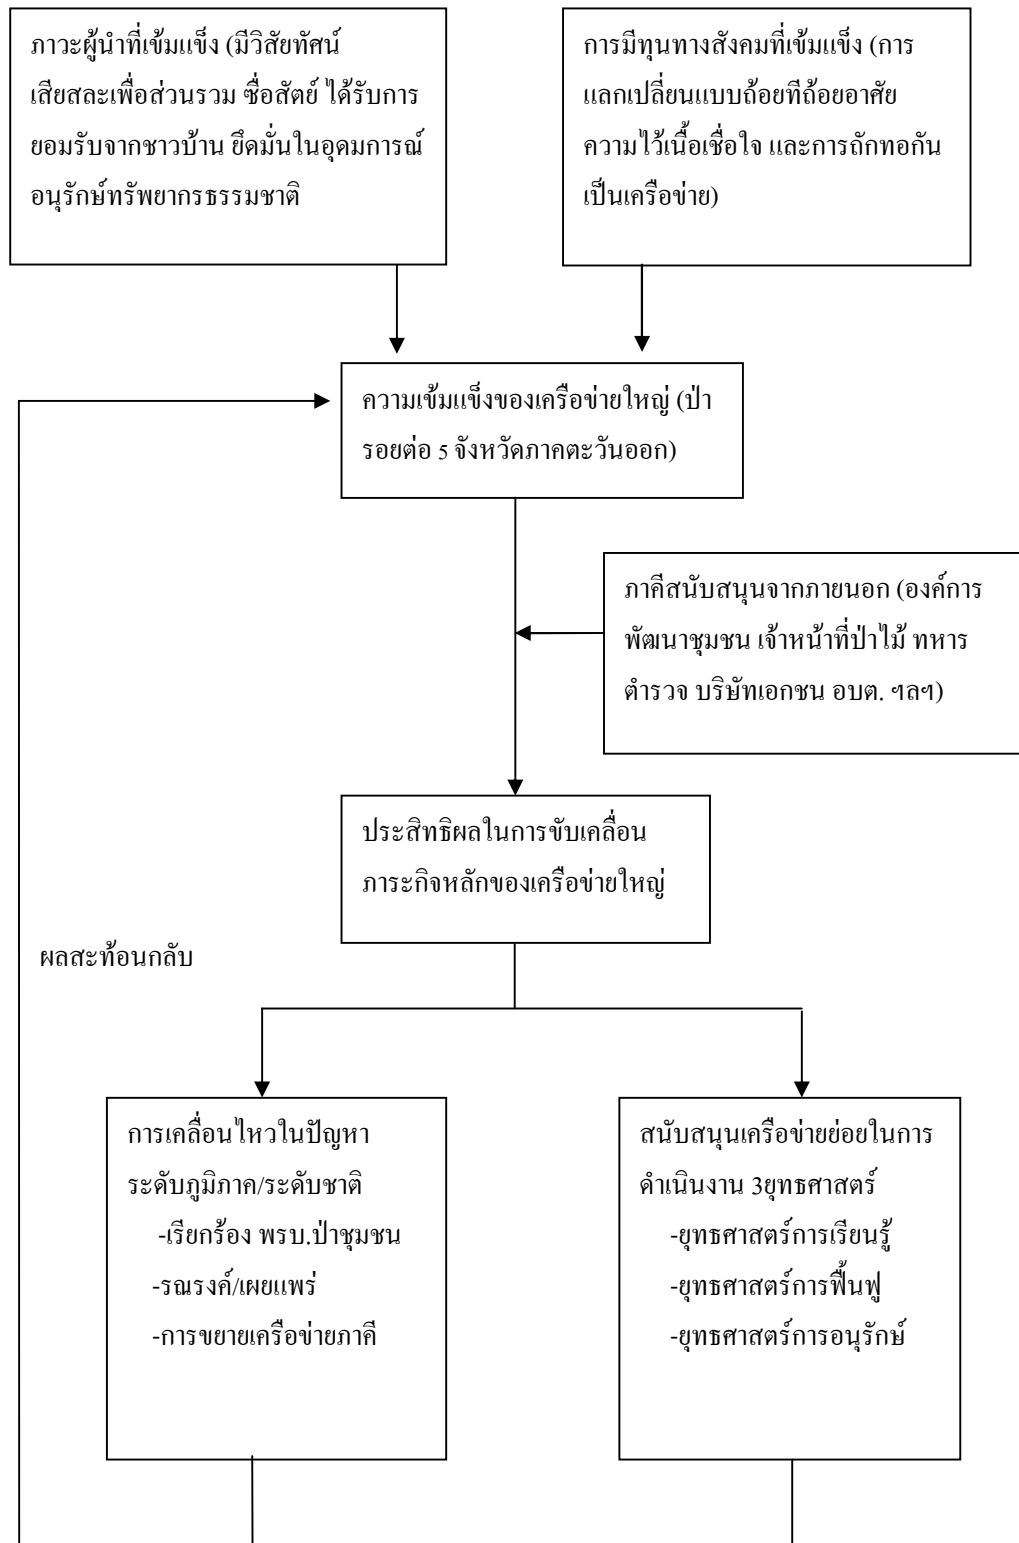 ภาวะผู้นำที่เข้มแข็ง (มีวิสัยทัศน์
เสียสละเพื่อส่วนรวม ซื่อสัตย์ ได้รับการ
ยอมรับจากชาวบ้าน ยึดมั่นในอุดมการณ์
อนุรักษ์ทรัพยากรธรรมชาติ
การมีทุนทางสังคมที่เข้มแข็ง (การ
แลกเปลี่ยนแบบถ้อยทีถ้อยอาศัย
ความไว้เนื้อเชื่อใจ และการถักทอกัน
เป็นเครือข่าย)
ความเข้มแข็งของเครือข่ายใหญ่ (ป่า
รอยต่อ 5 จังหวัดภาคตะวันออก)
ภาคีสนับสนุนจากภายนอก (องค์การ
พัฒนาชุมชน เจ้าหน้าที่ป่าไม้ ทหาร
ตำรวจ บริษัทเอกชน อบต. ฯลฯ)
ประสิทธิผลในการขับเคลื่อน
ภาระกิจหลักของเครือข่ายใหญ่
ผลสะท้อนกลับ
การเคลื่อนไหวในปัญหา
ระดับภูมิภาค/ระดับชาติ
-เรียกร้อง พรบ.ป่าชุมชน
-รณรงค์/เผยแพร่
-การขยายเครือข่ายภาคี
สนับสนุนเครือข่ายย่อยในการ
ดำเนินงาน 3ยุทธศาสตร์
-ยุทธศาสตร์การเรียนรู้
-ยุทธศาสตร์การฟื้นฟู
-ยุทธศาสตร์การอนุรักษ์